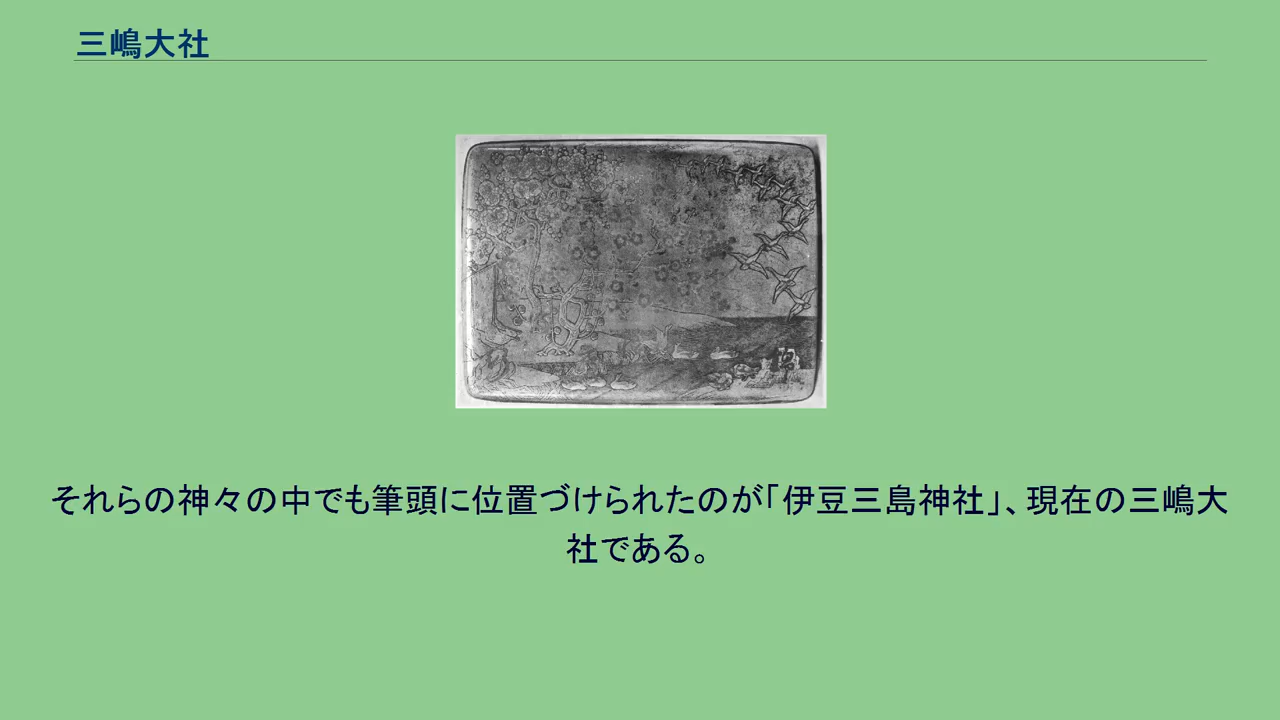 三嶋大社
それらの神々の中でも筆頭に位置づけられたのが「伊豆三島神社」、現在の三嶋大
社である。